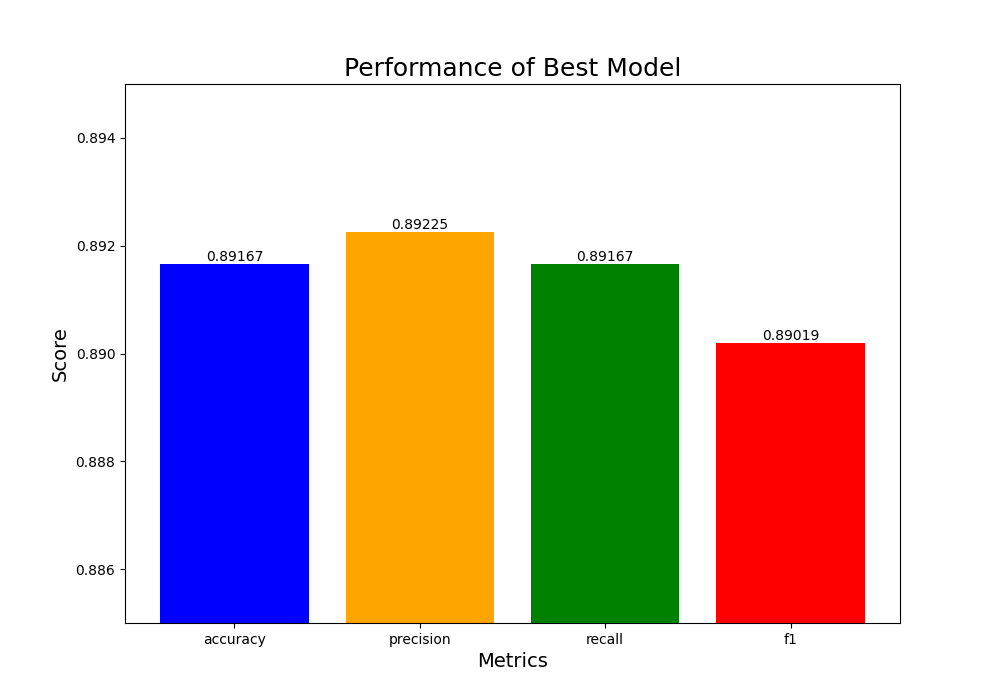 Performance of Best Model
0.894
0.892
0.890
0.888
0.886
Score
0.89167
0.89225
0.89167
0.89019
accuracy
precision
recall
f1
Metrics